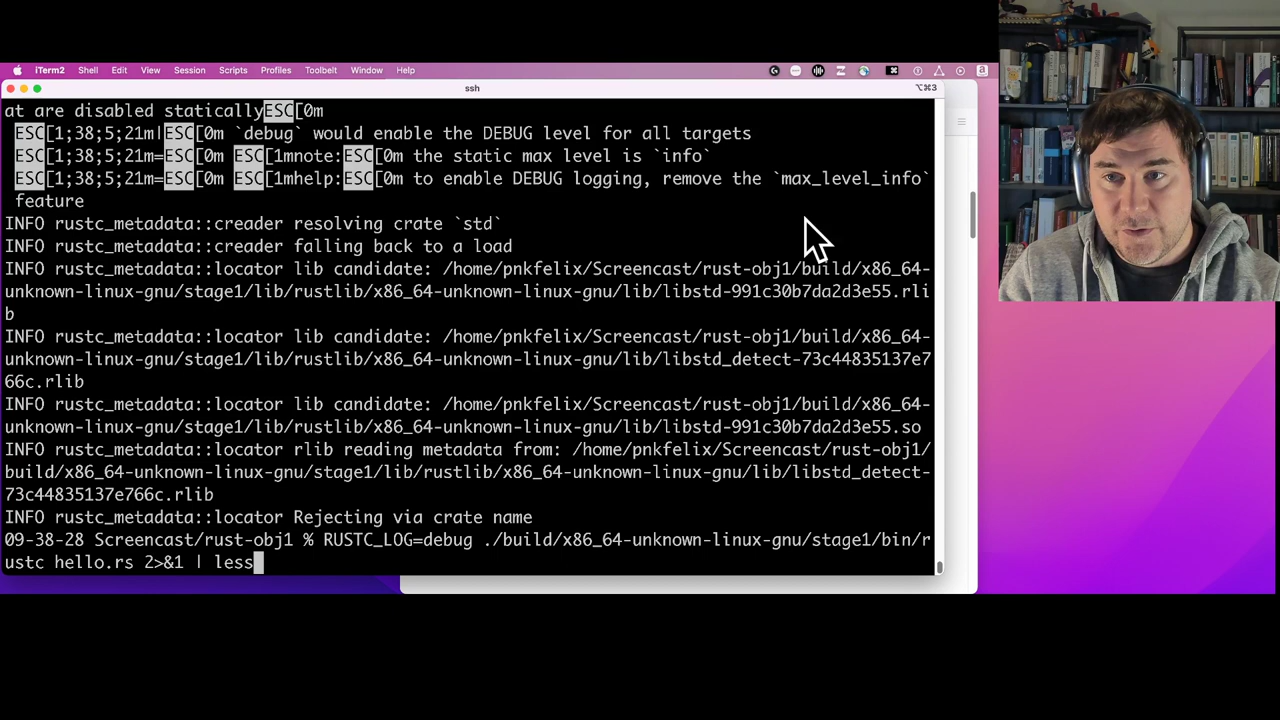 iTerm2 Shell Edit View Session Scripts Profiles Toolbelt Window Help
ssh
⌥⌘3
at are disabled staticallyESC[0m
ESC[1;38;5;21m|ESC[0m `debug` would enable the DEBUG level for all targets
ESC[1;38;5;21m=ESC[0m ESC[1mnote:ESC[0m the static max level is `info`
ESC[1;38;5;21m=ESC[0m ESC[1mhelp:ESC[0m to enable DEBUG logging, remove the `max_level_info`
feature
INFO rustc_metadata::creader resolving crate `std`
INFO rustc_metadata::creader falling back to a load
INFO rustc_metadata::locator lib candidate: /home/pnkfelix/Screencast/rust-obj1/build/x86_64-
unknown-linux-gnu/stage1/lib/rustlib/x86_64-unknown-linux-gnu/lib/libstd-991c30b7da2d3e55.rli
b
INFO rustc_metadata::locator lib candidate: /home/pnkfelix/Screencast/rust-obj1/build/x86_64-
unknown-linux-gnu/stage1/lib/rustlib/x86_64-unknown-linux-gnu/lib/libstd_detect-73c44835137e7
66c.rlib
INFO rustc_metadata::locator lib candidate: /home/pnkfelix/Screencast/rust-obj1/build/x86_64-
unknown-linux-gnu/stage1/lib/rustlib/x86_64-unknown-linux-gnu/lib/libstd-991c30b7da2d3e55.so
INFO rustc_metadata::locator rlib reading metadata from: /home/pnkfelix/Screencast/rust-obj1/
build/x86_64-unknown-linux-gnu/stage1/lib/rustlib/x86_64-unknown-linux-gnu/lib/libstd_detect-
73c44835137e766c.rlib
INFO rustc_metadata::locator Rejecting via crate name
09-38-28 Screencast/rust-obj1 % RUSTC_LOG=debug ./build/x86_64-unknown-linux-gnu/stage1/bin/r
ustc hello.rs 2>&1 | less